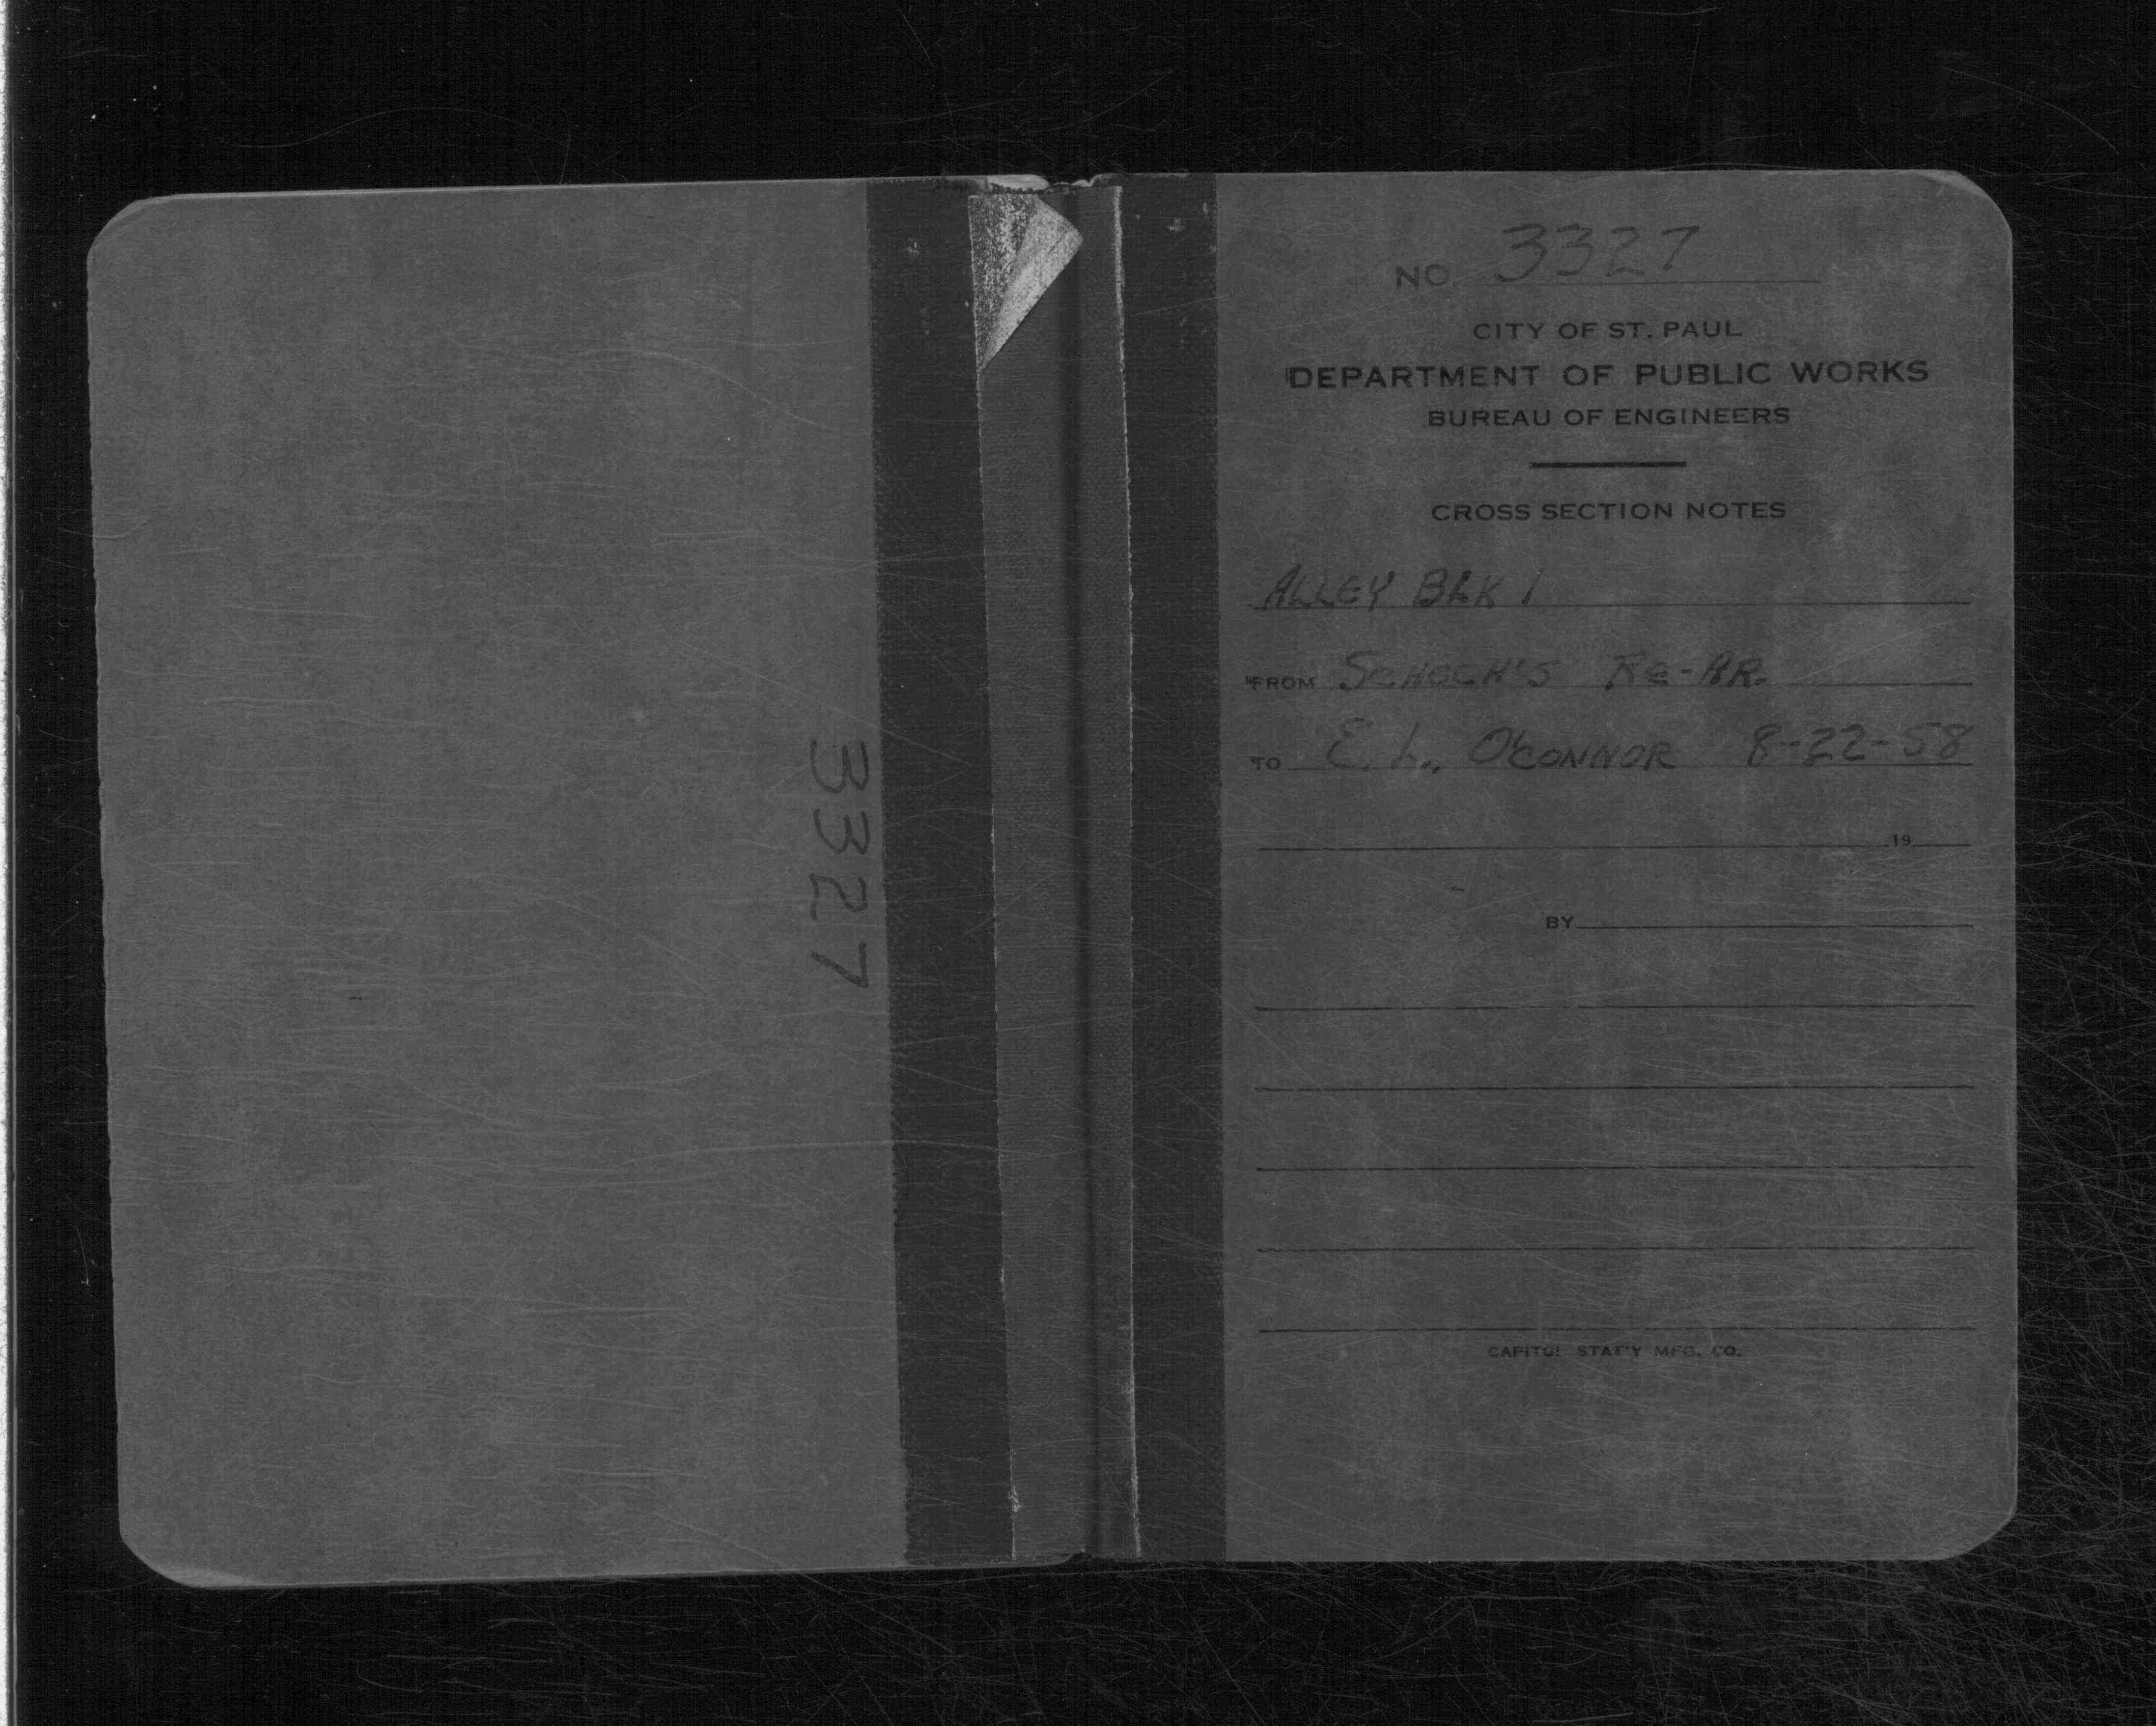 3327
NO. 3327
CITY OF ST. PAUL
DEPARTMENT OF PUBLIC WORKS
BUREAU OF ENGINEERS
CROSS SECTION NOTES
ALLEY BLK 1
FROM SCHOCH'S RE-AR.
TO E. L. O'CONNOR 8-22-58
19
BY
CAPITOL STAT'Y MFG. CO.